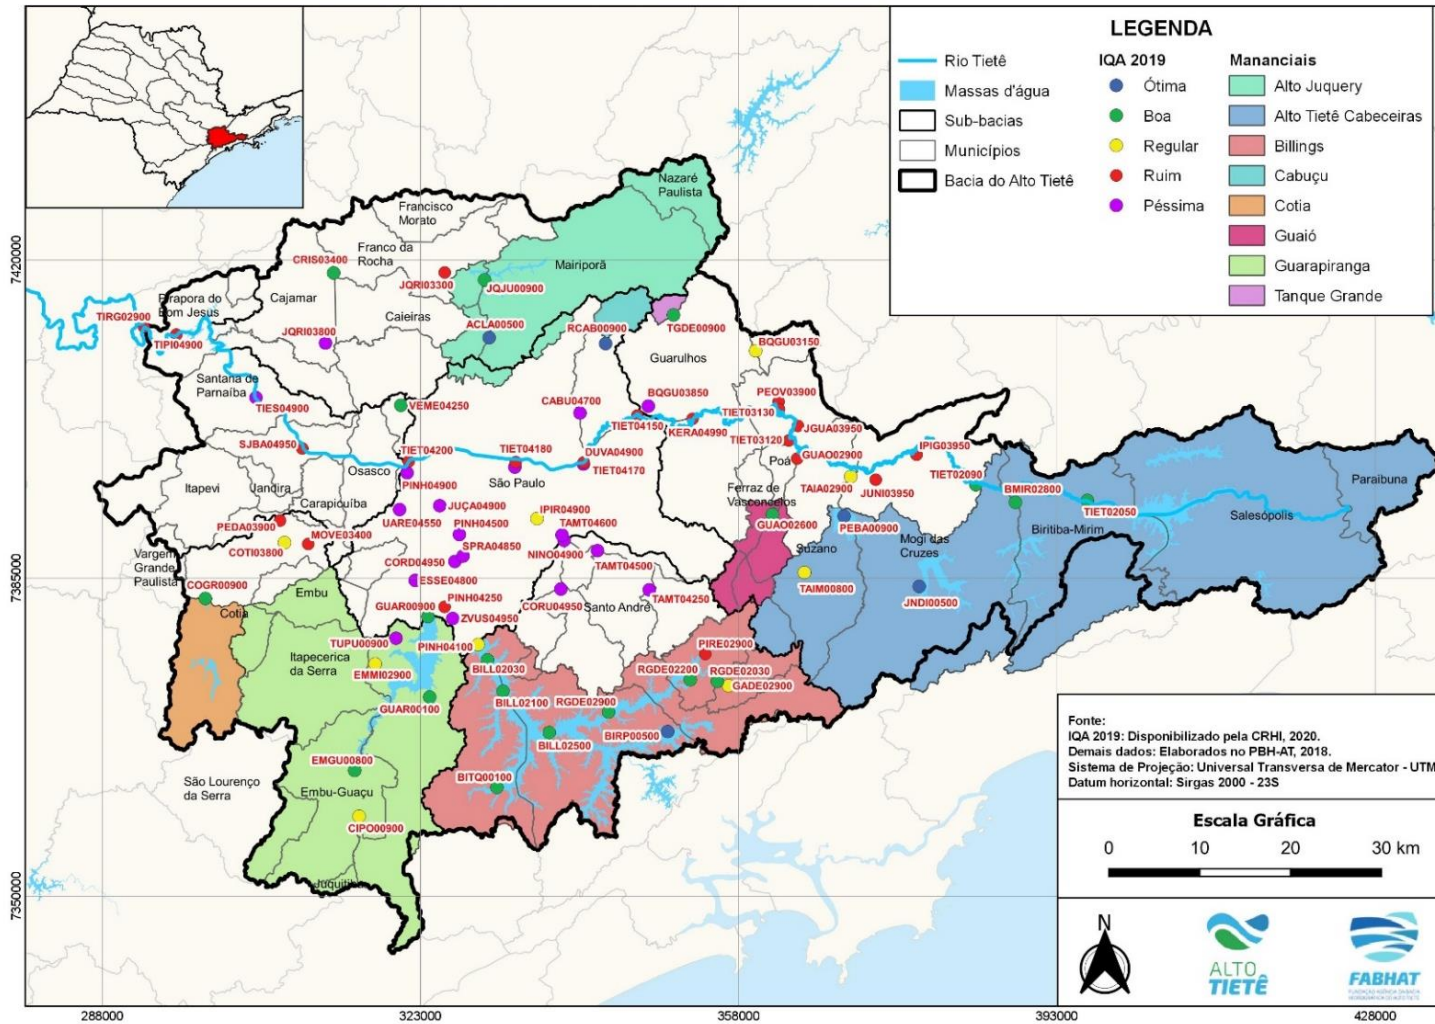 LEGENDA
Rio Tietê
Massas d'água
Sub-bacias
Municípios
Bacia do Alto Tietê
IQA 2019
Ótima
Boa
Regular
Ruim
Péssima
Mananciais
Alto Juquery
Alto Tietê Cabeceiras
Billings
Cabuçu
Cotia
Guaió
Guarapiranga
Tanque Grande
7420000
7385000
7350000
Nazaré
Paulista
Francisco
Morato
Franco da
Rocha
CRIS03400
Mairiporã
JQRI03300
JQJU00900
Cajamar
Pirapora do
Bom Jesus
TIRG02900
TIPI04900
Caieiras
JQRI03800
ACLA00500
RCAB00900
TGDE00900
Guarulhos
BQGU03150
Santana de
Parnaíba
TIES04900
VEME04250
CABU04700
BQGU03850
PEOV03900
TIET03130
TIET04150
KERA04990
JGUA03950
TIET03120
SJBA04950
TIET04200
TIET04180
DUVA04900
TIET04170
GUAO02900
IPIG03950
Poá
Osasco
São Paulo
PINH04900
TAIA02900
JUNI03950
TIET02090
BMIR02800
TIET02050
Paraibuna
Salesópolis
Biritiba-Mirim
Itapevi
Jandira
Carapicuíba
Ferraz de
Vasconcelos
GUAO02600
PEBA00900
Mogi das
Cruzes
Suzano
JUÇA04900
UARE04550
PINH04500
IPIR04900
TAMT04600
PEDA03900
MOVE03400
COTI03800
SPRA04850
NINO04900
CORD04950
TAMT04500
Vargem
Grande
Paulista
ESSE04800
COGR00900
Cotia
Embu
GUAR00900
PINH04250
ZVUS04950
CORU04950
Santo André
TAMT04250
TAIM00800
JNDI00500
TUPU00900
PINH04100
Itapecerica
da Serra
EMMI02900
BILL02030
PIRE02900
RGDE02200
RGDE02030
GADE02900
GUAR00100
BILL02100
RGDE02900
BILL02500
BIRP00500
EMGU00800
BITQ00100
São Lourenço
da Serra
Embu-Guaçu
CIPO00900
Juquitiba
Fonte:
IQA 2019: Disponibilizado pela CRHI, 2020.
Demais dados: Elaborados no PBH-AT, 2018.
Sistema de Projeção: Universal Transversa de Mercator - UTM
Datum horizontal: Sirgas 2000 - 23S
Escala Gráfica
0 10 20 30 km
N
ALTO
TIETÊ
FABHAT
288000 323000 358000 393000 428000